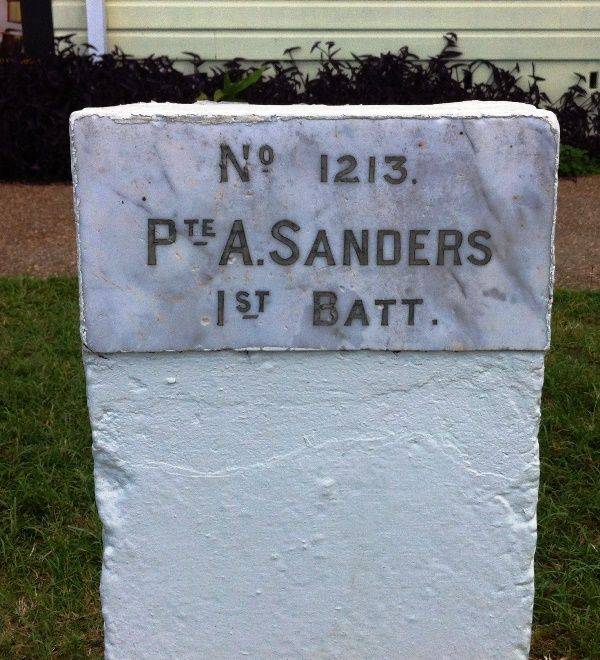 No 1213.
PTE A. SANDERS
1ST BATT.